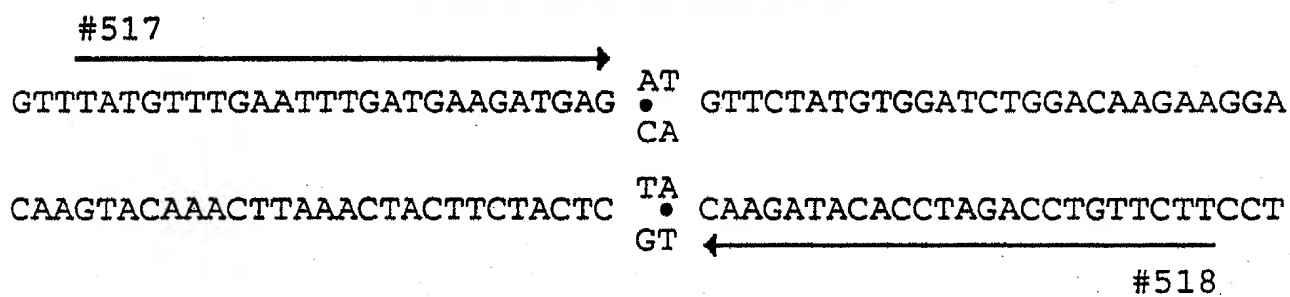 #517
AT
GTTTATGTTTGAATTTGATGAAGATGAG • GTTCTATGTGGATCTGGACAAGAAGGA
CA
TA
CAAGTACAAACTTAAACTACTTCTACTC • CAAGATACACCTAGACCTGTTCTTCCT
GT
#518